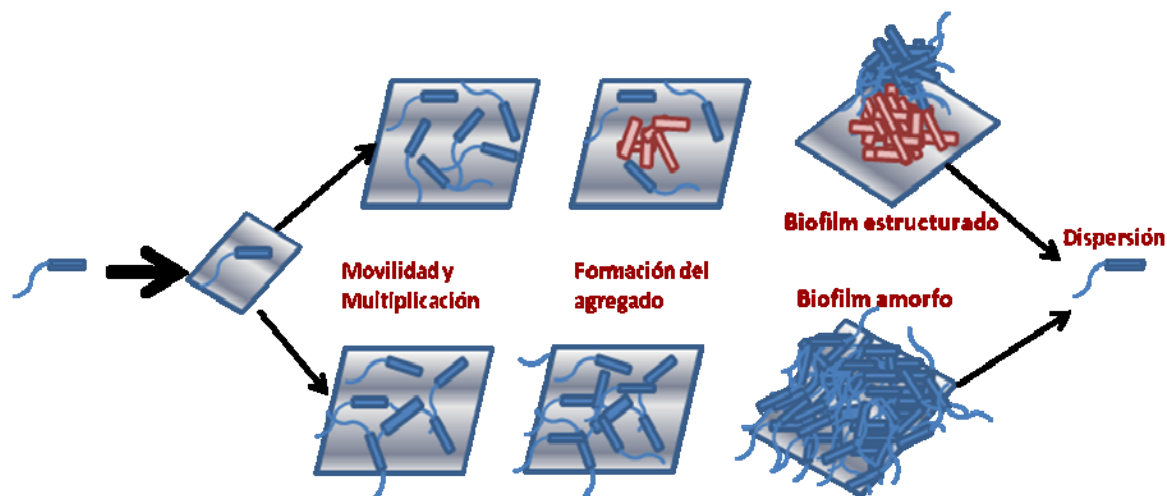 Movilidad y
Multiplicación
Formación del
agregado
Biofilm estructurado
Biofilm amorfo
Dispersión